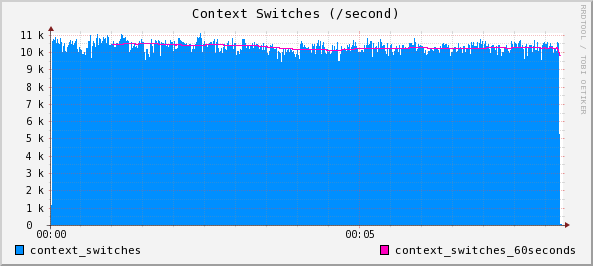 Context Switches (/second)
RRDTOOL / TOBI OETIKER
11 k
10 k
9 k
8 k
7 k
6 k
5 k
4 k
3 k
2 k
1 k
0
00:00 00:05
context_switches context_switches_60seconds